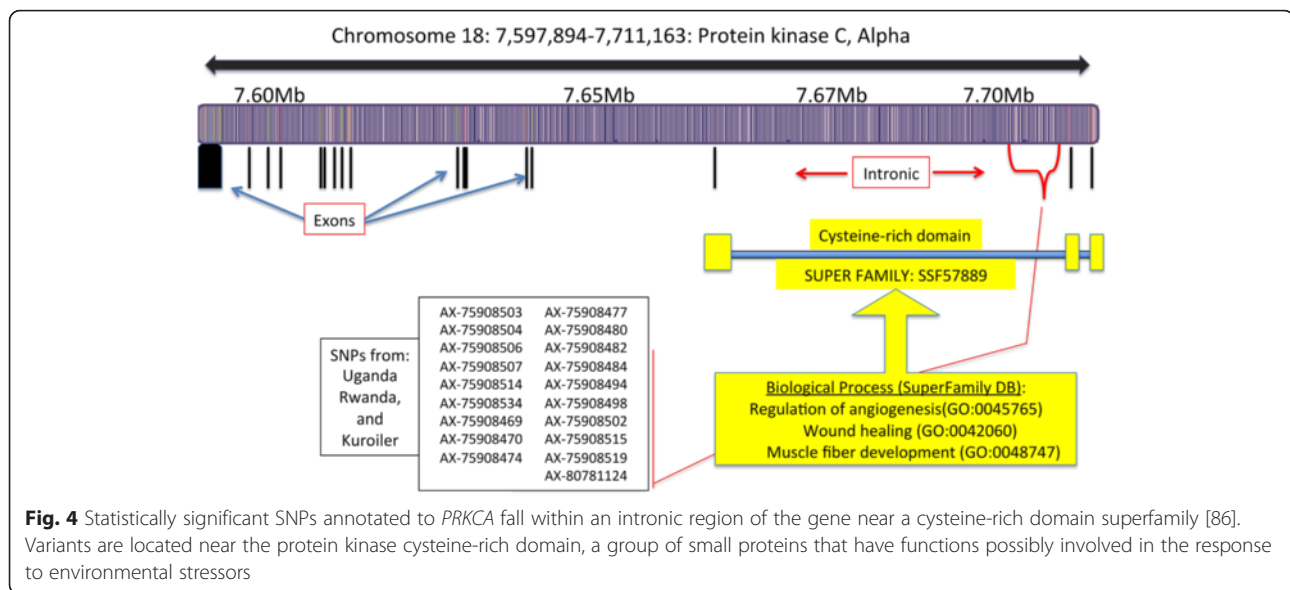 Chromosome 18: 7,597,894-7,711,163: Protein kinase C, Alpha
7.60Mb 7.65Mb 7.67Mb 7.70Mb
Intronic
Exons
Cysteine-rich domain
SUPER FAMILY: SSF57889
SNPs from:
Uganda
Rwanda,
and
Kuroiler
AX-75908503 AX-75908477
AX-75908504 AX-75908480
AX-75908506 AX-75908482
AX-75908507 AX-75908484
AX-75908514 AX-75908494
AX-75908534 AX-75908498
AX-75908469 AX-75908502
AX-75908470 AX-75908515
AX-75908474 AX-75908519
AX-80781124
Biological Process (SuperFamily DB):
Regulation of angiogenesis(GO:0045765)
Wound healing (GO:0042060)
Muscle fiber development (GO:0048747)
Fig. 4 Statistically significant SNPs annotated to PRKCA fall within an intronic region of the gene near a cysteine-rich domain superfamily [86].
Variants are located near the protein kinase cysteine-rich domain, a group of small proteins that have functions possibly involved in the response
to environmental stressors